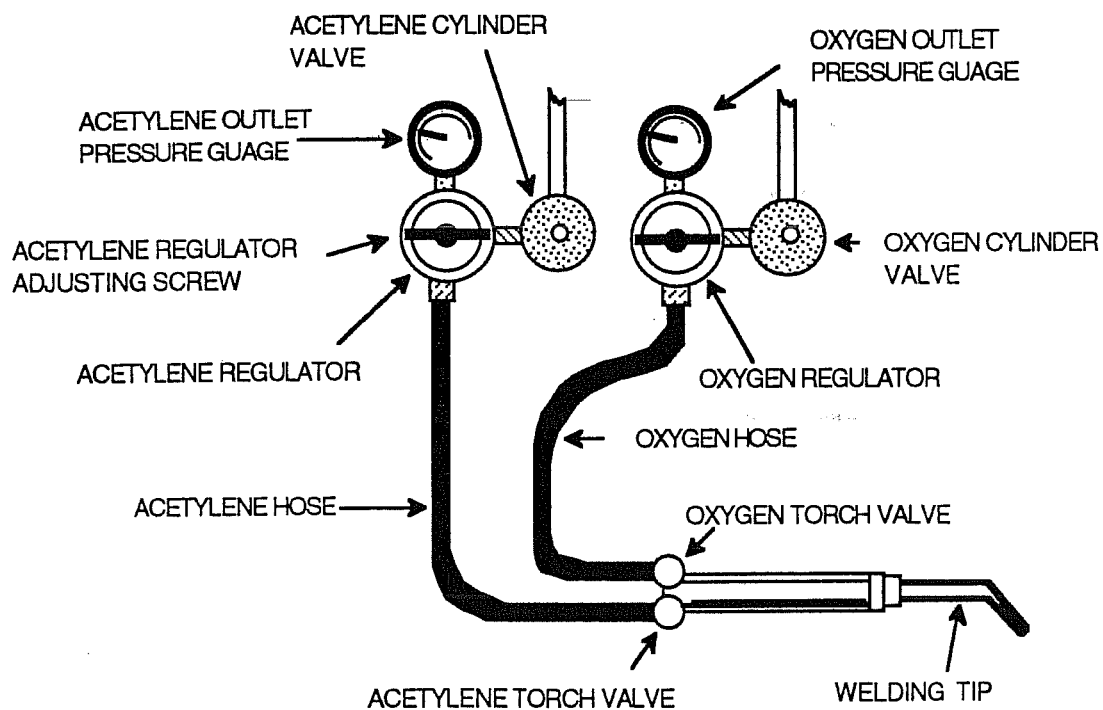 ACETYLENE CYLINDER
VALVE
OXYGEN OUTLET
PRESSURE GUAGE
ACETYLENE OUTLET
PRESSURE GUAGE
ACETYLENE REGULATOR
ADJUSTING SCREW
OXYGEN CYLINDER
VALVE
ACETYLENE REGULATOR
OXYGEN REGULATOR
OXYGEN HOSE
ACETYLENE HOSE
OXYGEN TORCH VALVE
ACETYLENE TORCH VALVE
WELDING TIP